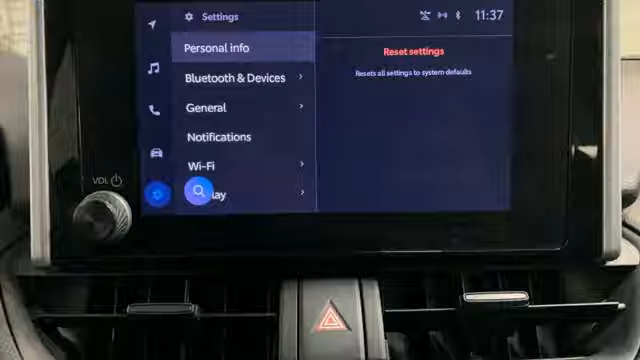 Settings
11:37
Personal info
Bluetooth & Devices
General
Notifications
Wi-Fi
lay
Reset settings
Resets all settings to system defaults
VOL